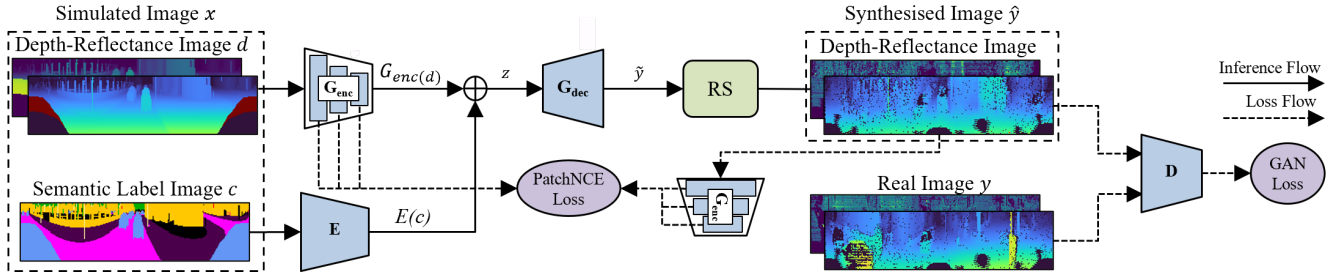 Simulated Image x
Depth-Reflectance Image d
G_enc
G_enc(d)
z
G_dec
ỹ
RS
Synthesised Image ŷ
Depth-Reflectance Image
Inference Flow
Loss Flow
Semantic Label Image c
E
E(c)
PatchNCE
Loss
G_enc
Real Image y
D
GAN
Loss